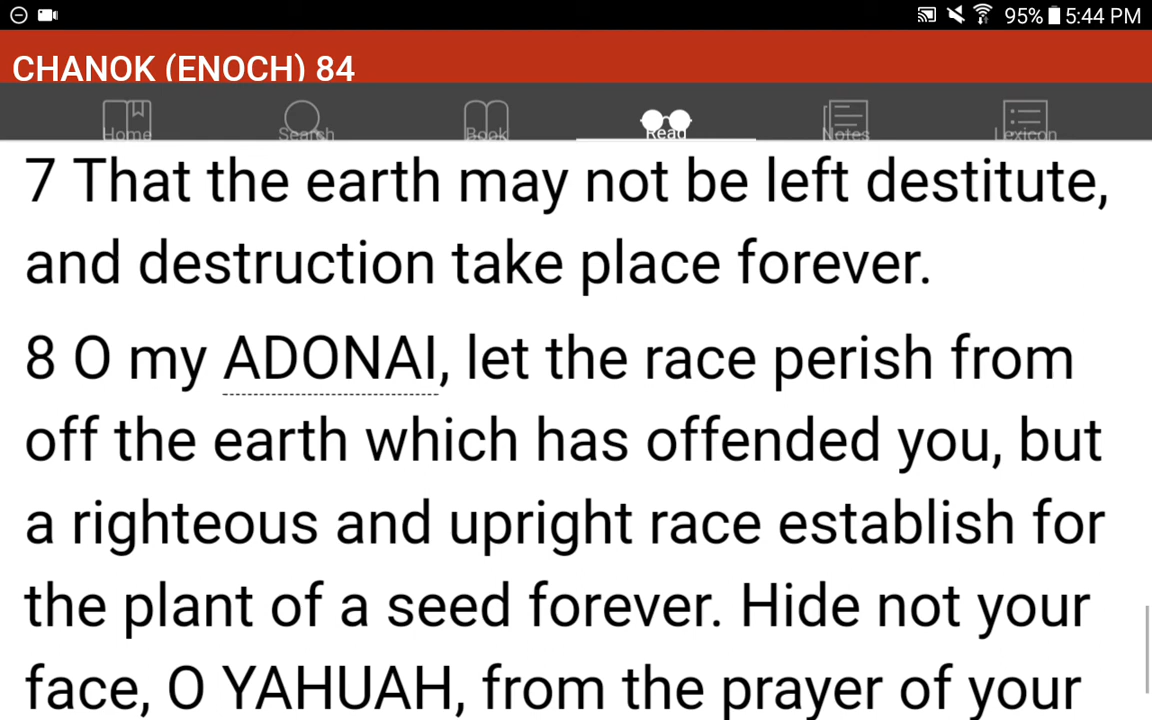 95% 5:44 PM
CHANOK (ENOCH) 84
Home Search Book Read Notes Lexicon
7 That the earth may not be left destitute,
and destruction take place forever.
8 O my ADONAI, let the race perish from
off the earth which has offended you, but
a righteous and upright race establish for
the plant of a seed forever. Hide not your
face, O YAHUAH, from the prayer of your